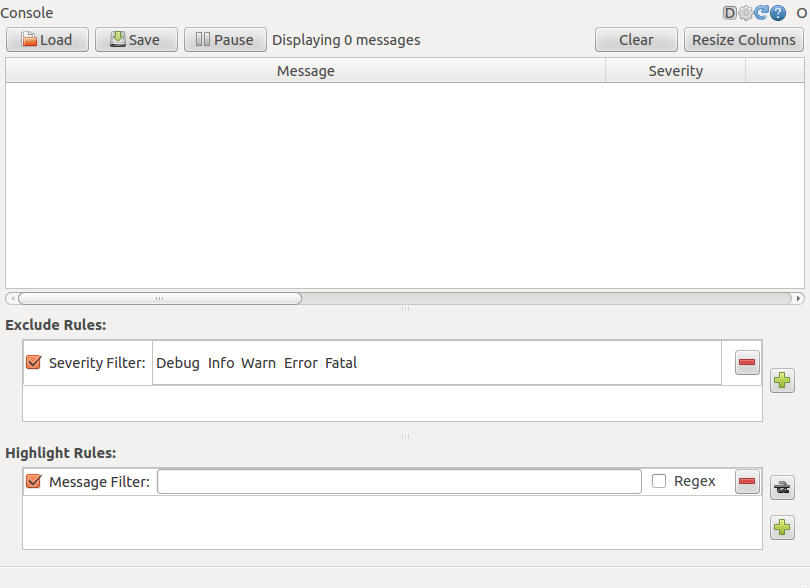 Console D ? O
Load Save Pause Displaying 0 messages Clear Resize Columns
Message Severity
Exclude Rules:
Severity Filter: Debug Info Warn Error Fatal
Highlight Rules:
Message Filter: Regex